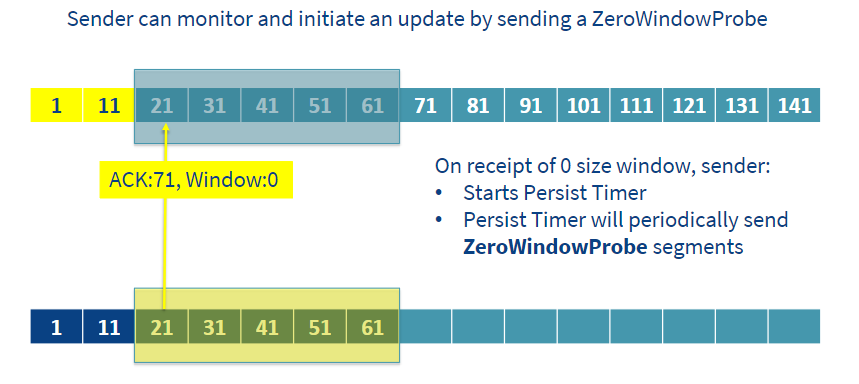 Sender can monitor and initiate an update by sending a ZeroWindowProbe
1 11 21 31 41 51 61 71 81 91 101 111 121 131 141
ACK:71, Window:0
On receipt of 0 size window, sender:
• Starts Persist Timer
• Persist Timer will periodically send
ZeroWindowProbe segments
1 11 21 31 41 51 61